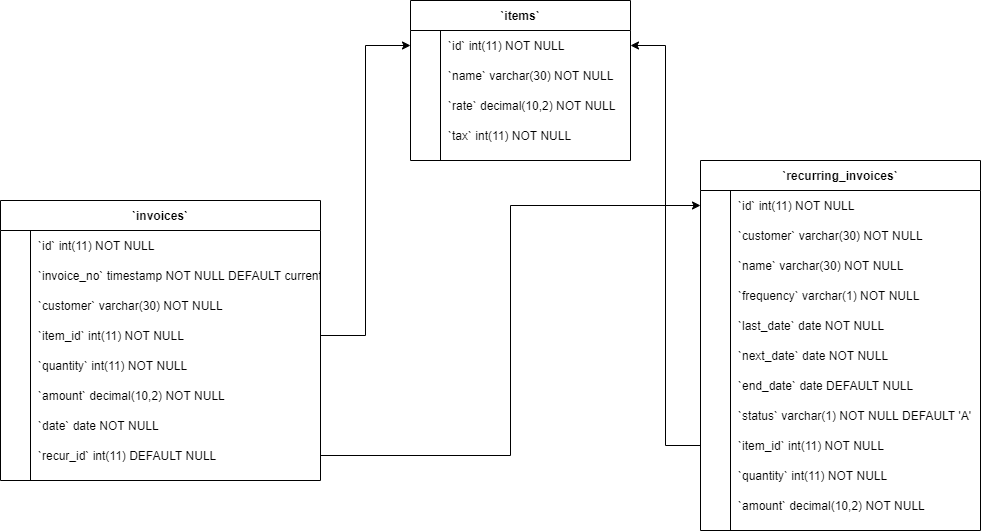 `items`
`id` int(11) NOT NULL
`name` varchar(30) NOT NULL
`rate` decimal(10,2) NOT NULL
`tax` int(11) NOT NULL
`invoices`
`id` int(11) NOT NULL
`invoice_no` timestamp NOT NULL DEFAULT current
`customer` varchar(30) NOT NULL
`item_id` int(11) NOT NULL
`quantity` int(11) NOT NULL
`amount` decimal(10,2) NOT NULL
`date` date NOT NULL
`recur_id` int(11) DEFAULT NULL
`recurring_invoices`
`id` int(11) NOT NULL
`customer` varchar(30) NOT NULL
`name` varchar(30) NOT NULL
`frequency` varchar(1) NOT NULL
`last_date` date NOT NULL
`next_date` date NOT NULL
`end_date` date DEFAULT NULL
`status` varchar(1) NOT NULL DEFAULT 'A'
`item_id` int(11) NOT NULL
`quantity` int(11) NOT NULL
`amount` decimal(10,2) NOT NULL